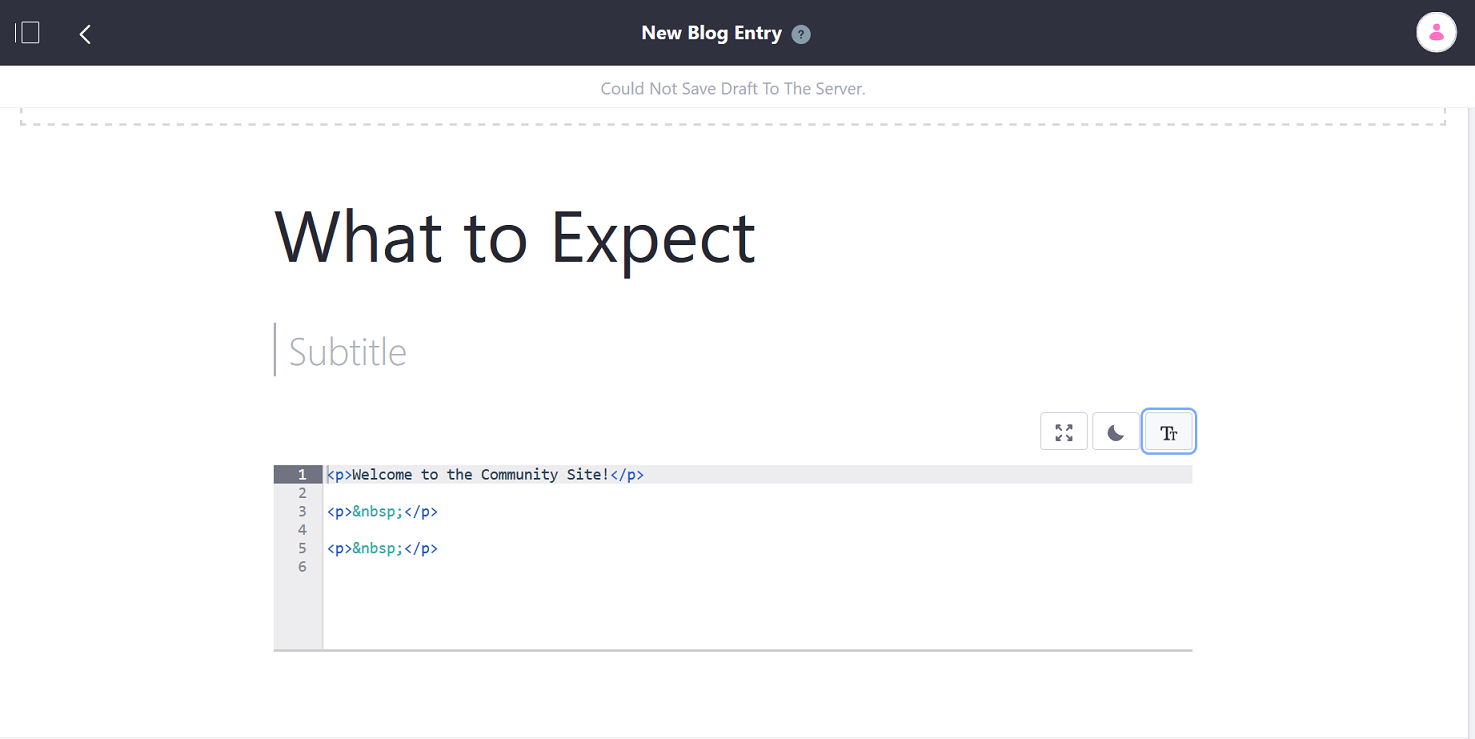 New Blog Entry ?
Could Not Save Draft To The Server.
What to Expect
Subtitle
TT
1 <p>Welcome to the Community Site!</p>
2
3 <p>&nbsp;</p>
4
5 <p>&nbsp;</p>
6